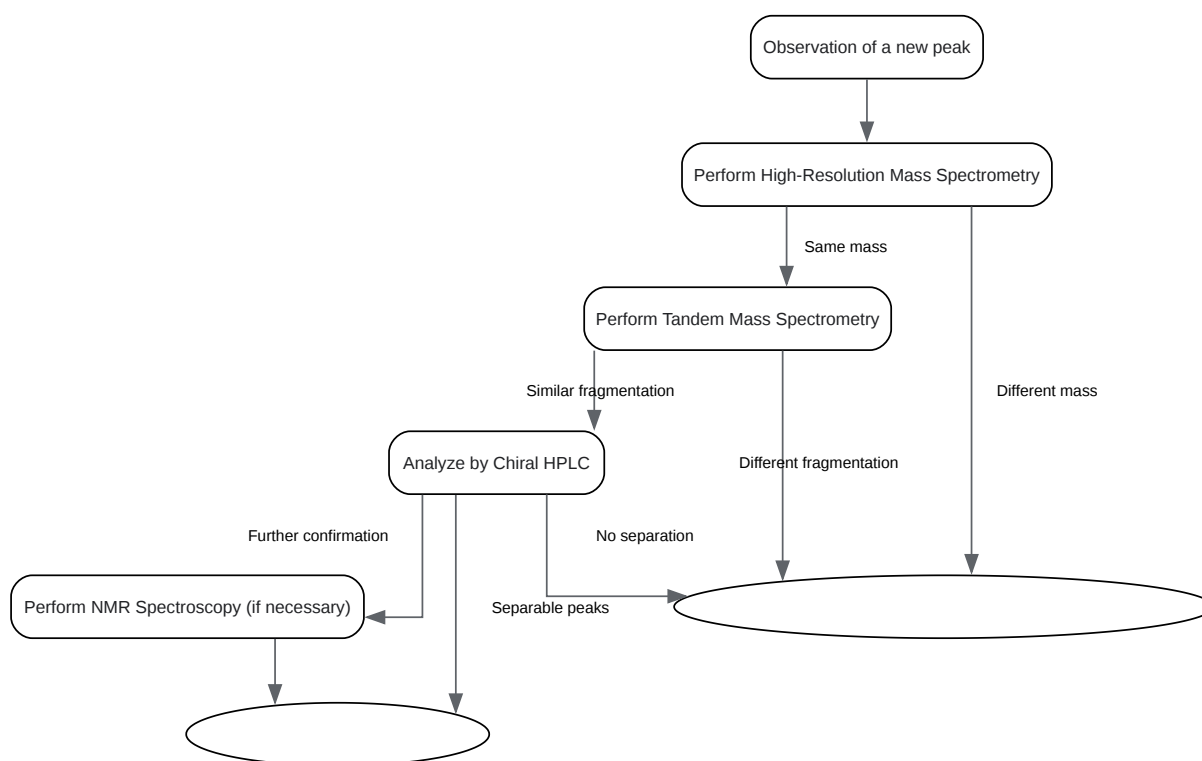 Observation of a new peak
Perform High-Resolution Mass Spectrometry
Same mass
Perform Tandem Mass Spectrometry
Similar fragmentation
Different mass
Analyze by Chiral HPLC
Different fragmentation
Further confirmation
No separation
Perform NMR Spectroscopy (if necessary)
Separable peaks